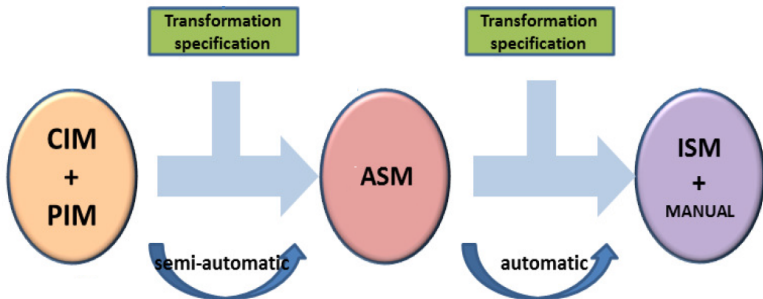 Transformation
specification
Transformation
specification
CIM
+
PIM
ASM
ISM
+
MANUAL
semi-automatic
automatic